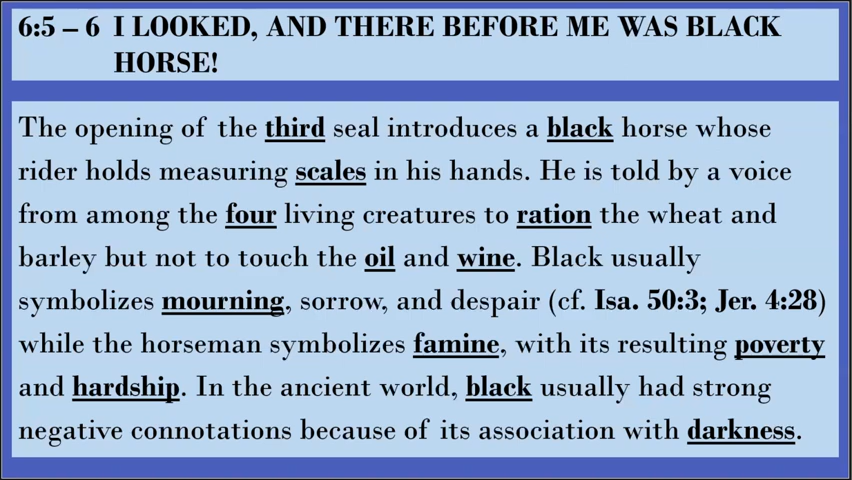 6:5 – 6 I LOOKED, AND THERE BEFORE ME WAS BLACK
HORSE!
The opening of the third seal introduces a black horse whose
rider holds measuring scales in his hands. He is told by a voice
from among the four living creatures to ration the wheat and
barley but not to touch the oil and wine. Black usually
symbolizes mourning, sorrow, and despair (cf. Isa. 50:3; Jer. 4:28)
while the horseman symbolizes famine, with its resulting poverty
and hardship. In the ancient world, black usually had strong
negative connotations because of its association with darkness.